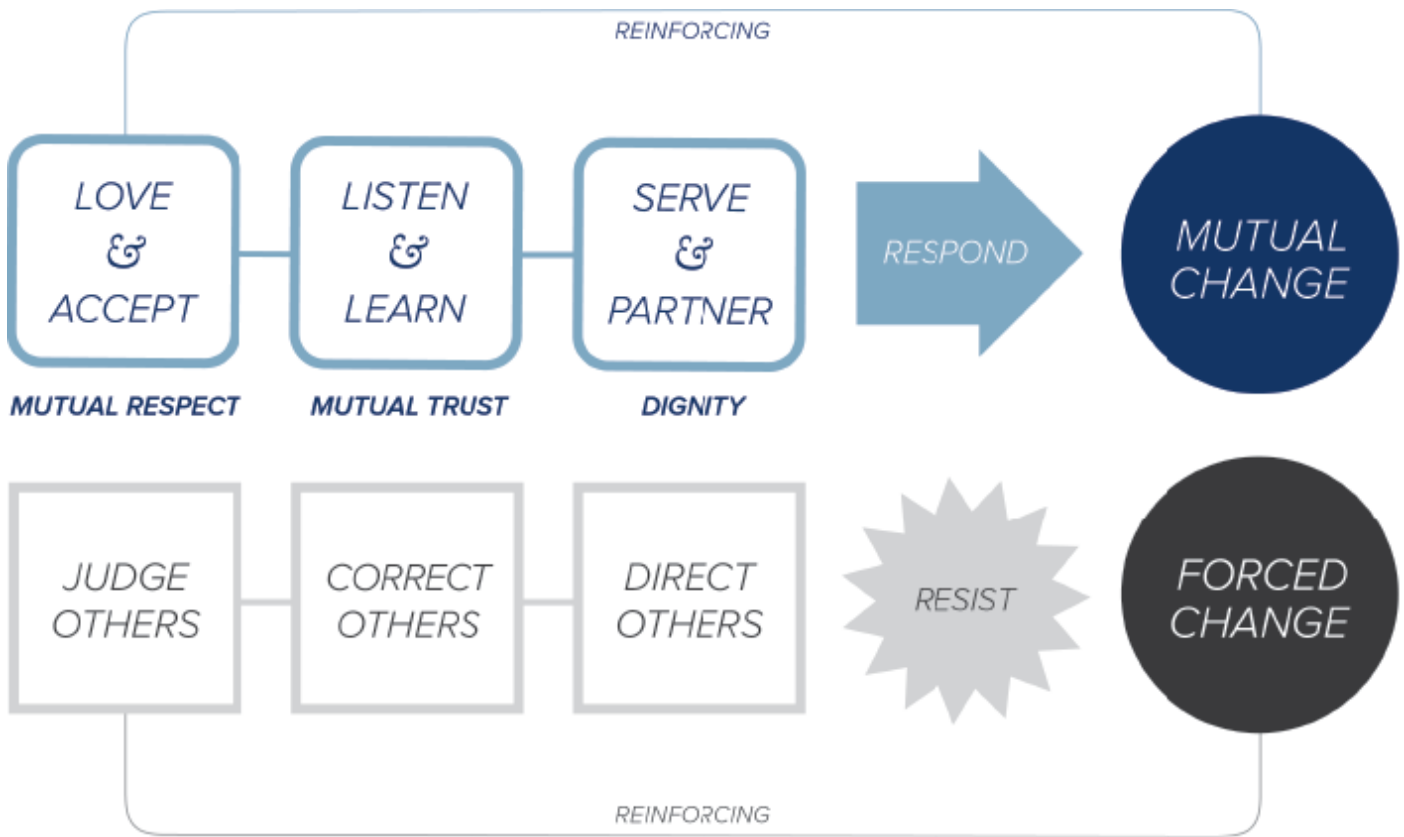 REINFORCING
LOVE
&
ACCEPT
LISTEN
&
LEARN
SERVE
&
PARTNER
RESPOND
MUTUAL
CHANGE
MUTUAL RESPECT
MUTUAL TRUST
DIGNITY
JUDGE
OTHERS
CORRECT
OTHERS
DIRECT
OTHERS
RESIST
FORCED
CHANGE
REINFORCING